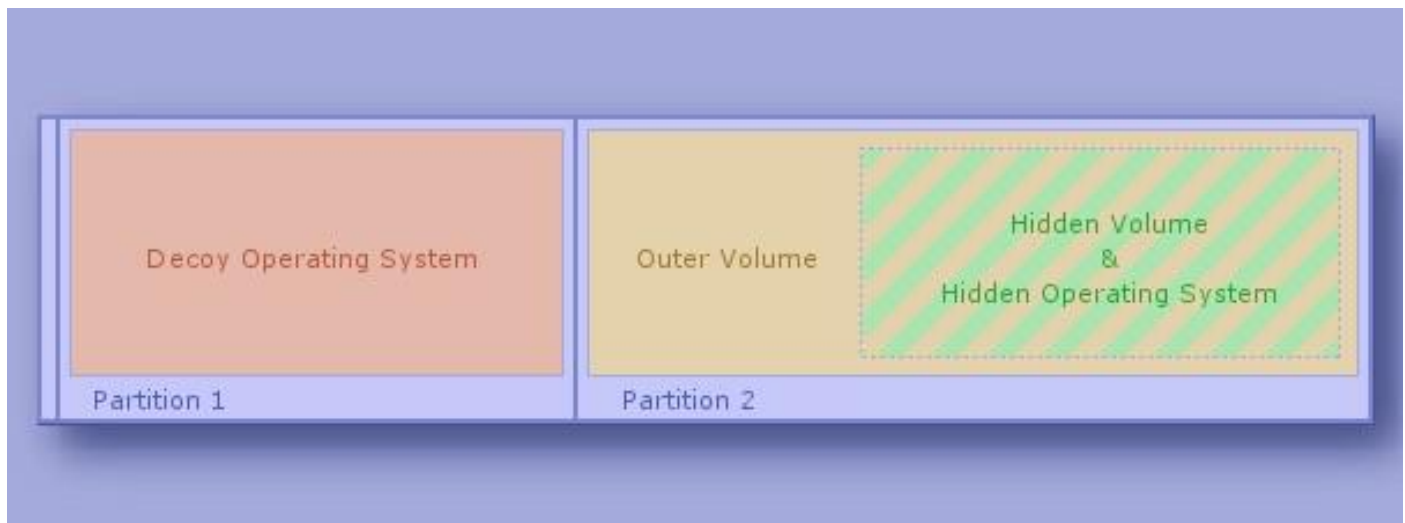 Decoy Operating System
Outer Volume
Hidden Volume
&
Hidden Operating System
Partition 1
Partition 2